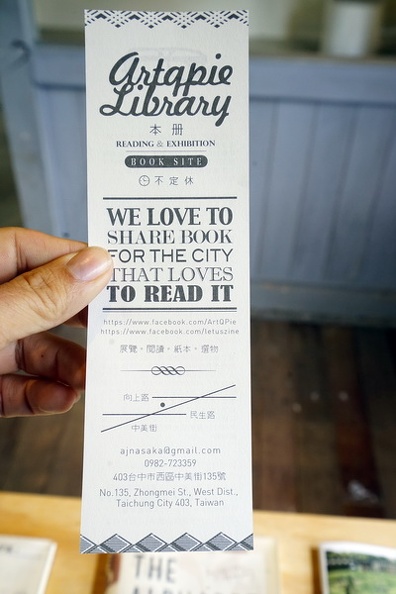 Artqpie
Library
本冊
READING & EXHIBITION
BOOK SITE
不定休
WE LOVE TO
SHARE BOOK
FOR THE CITY
THAT LOVES
TO READ IT
https://www.facebook.com/ArtQPie
http://www.facebook.com/letuszine
展覽。閱讀。紙本。選物
向上路
民生路
中美街
ajnasaka@gmail.com
0982-723359
403台中市西區中美街135號
No.135, Zhongmei St., West Dist.,
Taichung City 403, Taiwan
THE